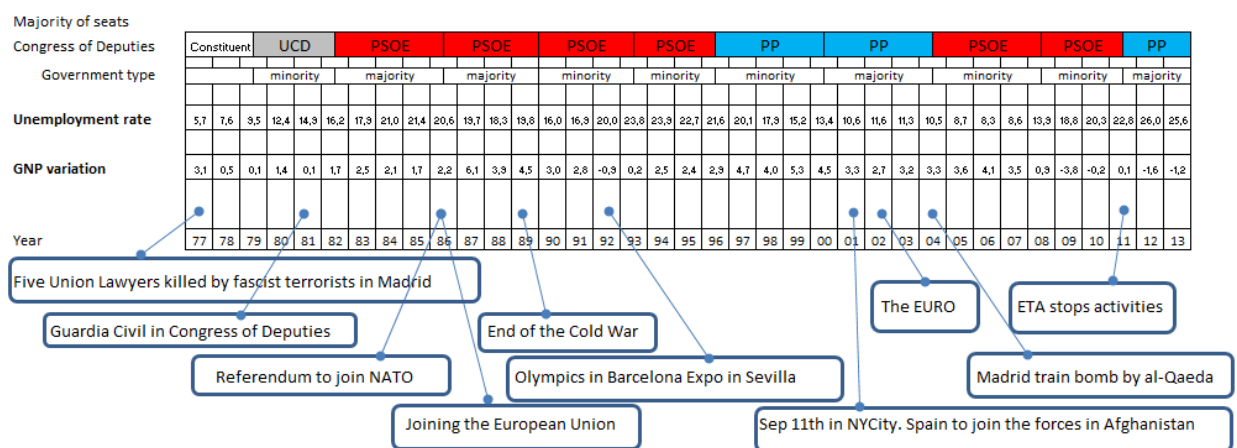 Majority of seats
Congress of Deputies Constituent UCD PSOE PSOE PSOE PSOE PP PP PSOE PSOE PP
Government type minority majority majority minority minority minority majority minority minority majority
Unemployment rate 5,7 7,6 9,5 12,4 14,9 16,2 17,9 21,0 21,4 20,6 19,7 18,3 19,8 16,0 16,9 20,0 23,8 23,9 22,7 21,6 20,1 17,9 15,2 13,4 10,6 11,6 11,3 10,5 8,7 8,3 8,6 13,9 18,8 20,3 22,8 26,0 25,6
GNP variation 3,1 0,5 0,1 1,4 0,1 1,7 2,5 2,1 1,7 2,2 6,1 3,9 4,5 3,0 2,8 -0,9 0,2 2,5 2,4 2,9 4,7 4,0 5,3 4,5 3,3 2,7 3,2 3,3 3,6 4,1 3,5 0,9 -3,8 -0,2 0,1 -1,6 -1,2
Year 77 78 79 80 81 82 83 84 85 86 87 88 89 90 91 92 93 94 95 96 97 98 99 00 01 02 03 04 05 06 07 08 09 10 11 12 13
Five Union Lawyers killed by fascist terrorists in Madrid
The EURO
ETA stops activities
Guardia Civil in Congress of Deputies
End of the Cold War
Referendum to join NATO
Olympics in Barcelona Expo in Sevilla
Madrid train bomb by al-Qaeda
Joining the European Union
Sep 11th in NYCity. Spain to join the forces in Afghanistan